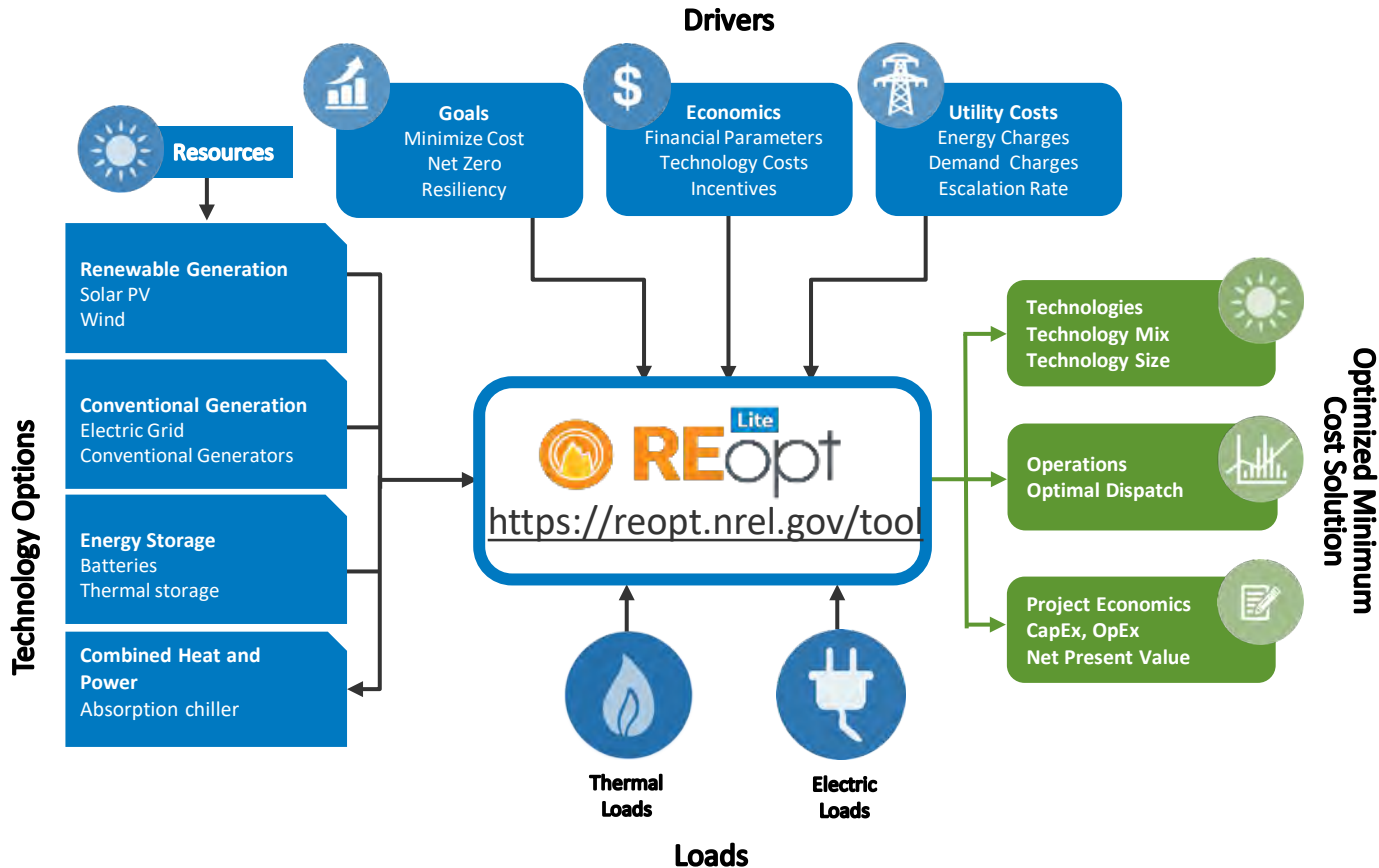 Drivers
Goals
Minimize Cost
Net Zero
Resiliency
$
Economics
Financial Parameters
Technology Costs
Incentives
Utility Costs
Energy Charges
Demand Charges
Escalation Rate
Resources
Technology Options
Renewable Generation
Solar PV
Wind
Conventional Generation
Electric Grid
Conventional Generators
Energy Storage
Batteries
Thermal storage
Combined Heat and
Power
Absorption chiller
REopt
Lite
https://reopt.nrel.gov/tool
Technologies
Technology Mix
Technology Size
Operations
Optimal Dispatch
Project Economics
CapEx, OpEx
Net Present Value
Optimized Minimum
Cost Solution
Thermal
Loads
Electric
Loads
Loads